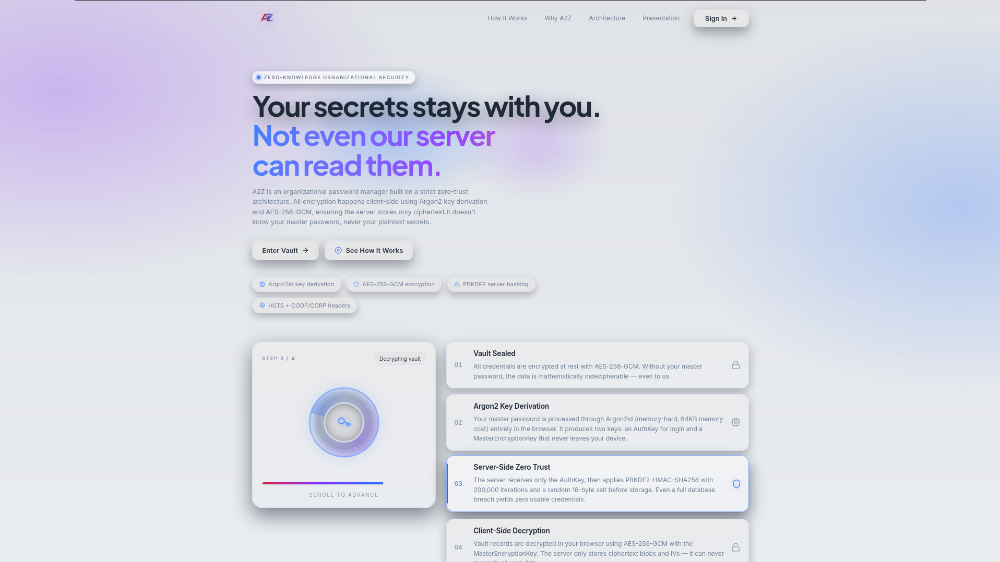 AZ
How It Works
Why A2Z
Architecture
Presentation
Sign In
ZERO-KNOWLEDGE ORGANIZATIONAL SECURITY
Your secrets stays with you.
Not even our server
can read them.
A2Z is an organizational password manager built on a strict zero-trust
architecture. All encryption happens client-side using Argon2 key derivation
and AES-256-GCM, ensuring the server stores only ciphertext.It doesn't
know your master password, never your plaintext secrets.
Enter Vault
See How It Works
Argon2id key derivation
AES-256-GCM encryption
PBKDF2 server hashing
HSTS + COOP/CORP headers
STEP 3 / 4
Decrypting vault
SCROLL TO ADVANCE
01
Vault Sealed
All credentials are encrypted at rest with AES-256-GCM. Without your master
password, the data is mathematically indecipherable — even to us.
02
Argon2 Key Derivation
Your master password is processed through Argon2id (memory-hard, 64KB memory
cost) entirely in the browser. It produces two keys: an AuthKey for login and a
MasterEncryptionKey that never leaves your device.
03
Server-Side Zero Trust
The server receives only the AuthKey, then applies PBKDF2-HMAC-SHA256 with
200,000 iterations and a random 16-byte salt before storage. Even a full database
breach yields zero usable credentials.
04
Client-Side Decryption
Vault records are decrypted in your browser using AES-256-GCM with the
MasterEncryptionKey. The server only stores ciphertext blobs and IVs — it can never